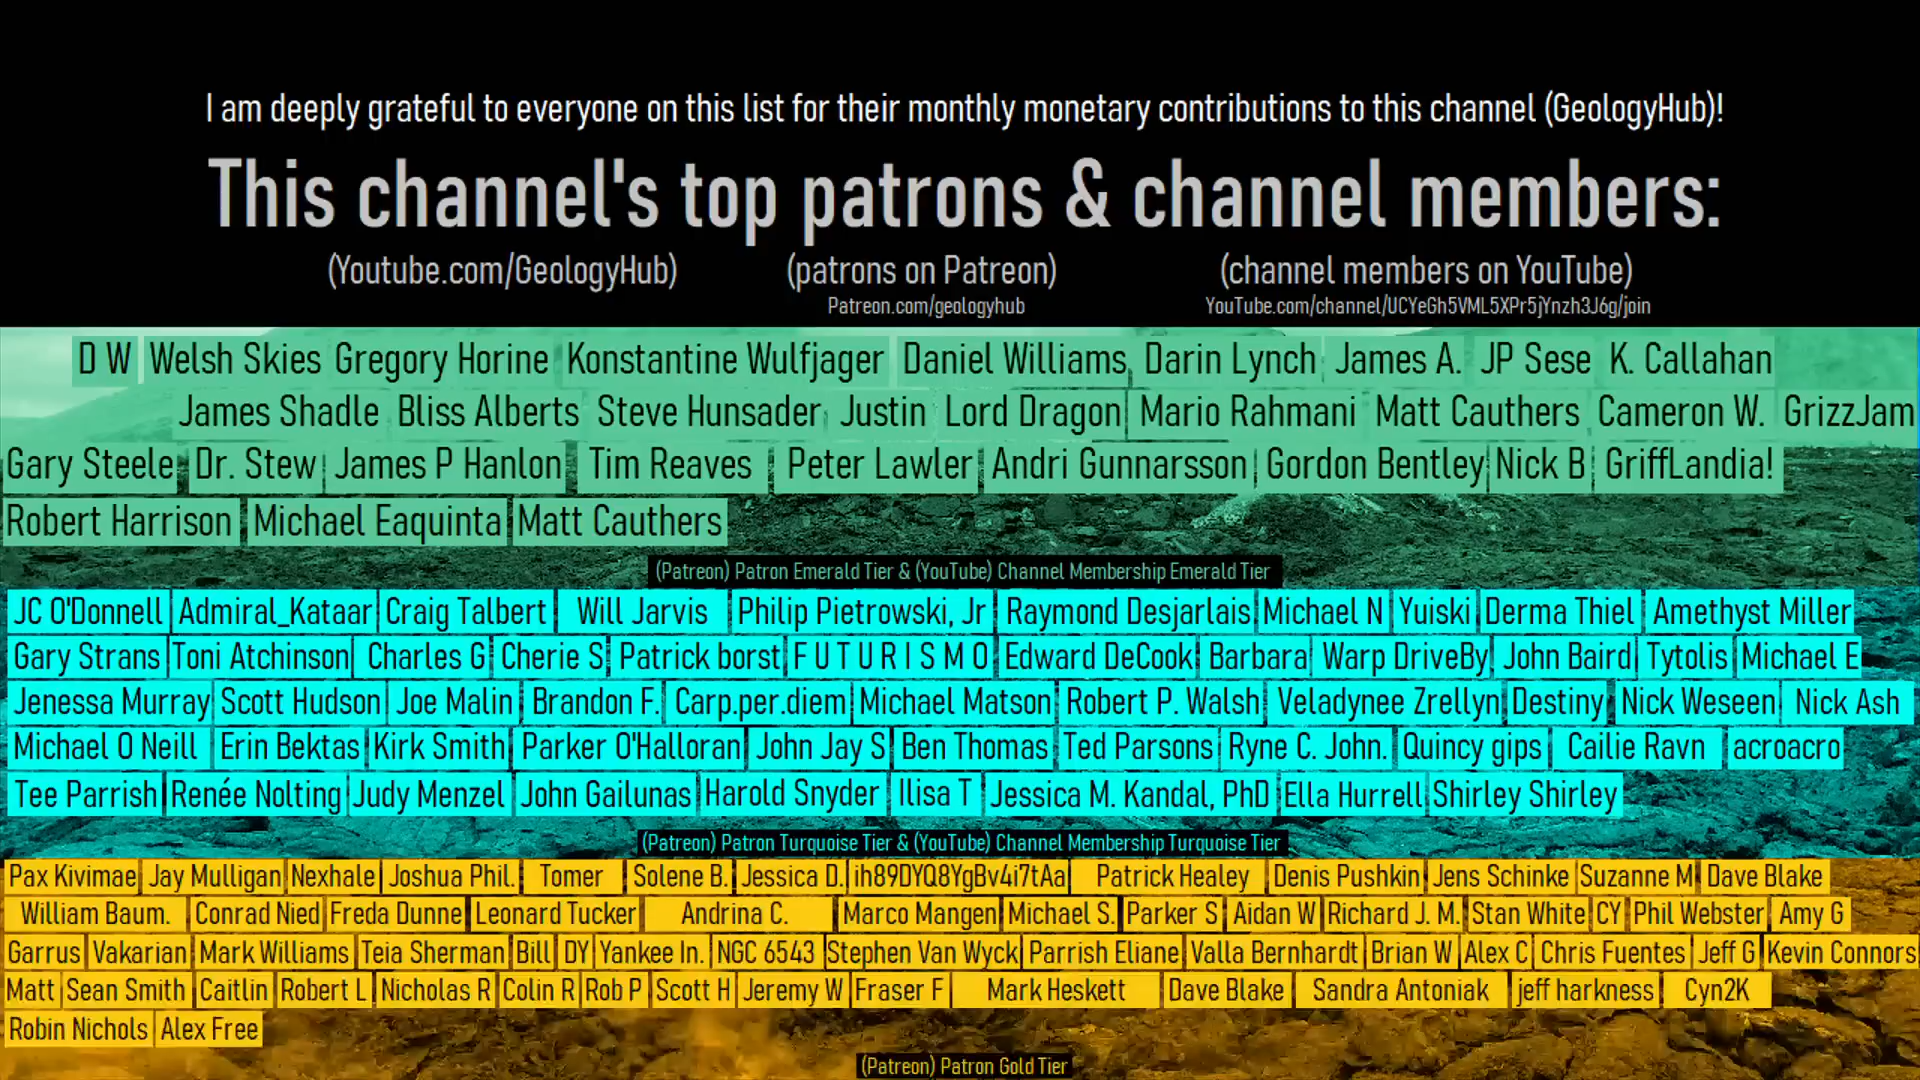 I am deeply grateful to everyone on this list for their monthly monetary contributions to this channel (GeologyHub)!
This channel's top patrons & channel members:
(Youtube.com/GeologyHub) (patrons on Patreon) (channel members on YouTube)
Patreon.com/geologyhub YouTube.com/channel/UCYeGh5VML5XPr5jYnzh3J6g/join
D W Welsh Skies Gregory Horine Konstantine Wulfjager Daniel Williams Darin Lynch James A. JP Sese K. Callahan
James Shadle Bliss Alberts Steve Hunsader Justin Lord Dragon Mario Rahmani Matt Cauthers Cameron W. GrizzJam
Gary Steele Dr. Stew James P Hanlon Tim Reaves Peter Lawler Andri Gunnarsson Gordon Bentley Nick B GriffLandia!
Robert Harrison Michael Eaquinta Matt Cauthers
(Patreon) Patron Emerald Tier & (YouTube) Channel Membership Emerald Tier
JC O'Donnell Admiral_Kataar Craig Talbert Will Jarvis Philip Pietrowski, Jr Raymond Desjarlais Michael N Yuiski Derma Thiel Amethyst Miller
Gary Strans Toni Atchinson Charles G Cherie S Patrick borst F U T U R I S M O Edward DeCook Barbara Warp DriveBy John Baird Tytolis Michael E
Jenessa Murray Scott Hudson Joe Malin Brandon F. Carp.per.diem Michael Matson Robert P. Walsh Veladynee Zrellyn Destiny Nick Weseen Nick Ash
Michael O Neill Erin Bektas Kirk Smith Parker O'Halloran John Jay S Ben Thomas Ted Parsons Ryne C. John. Quincy gips Cailie Ravn acroacro
Tee Parrish Renée Nolting Judy Menzel John Gailunas Harold Snyder Ilisa T Jessica M. Kandal, PhD Ella Hurrell Shirley Shirley
(Patreon) Patron Turquoise Tier & (YouTube) Channel Membership Turquoise Tier
Pax Kivimae Jay Mulligan Nexhale Joshua Phil. Tomer Solene B. Jessica D. ih89DYQ8YgBv4i7tAa Patrick Healey Denis Pushkin Jens Schinke Suzanne M Dave Blake
William Baum. Conrad Nied Freda Dunne Leonard Tucker Andrina C. Marco Mangen Michael S. Parker S Aidan W Richard J. M. Stan White CY Phil Webster Amy G
Garrus Vakarian Mark Williams Teia Sherman Bill DY Yankee In. NGC 6543 Stephen Van Wyck Parrish Eliane Valla Bernhardt Brian W Alex C Chris Fuentes Jeff G Kevin Connors
Matt Sean Smith Caitlin Robert L Nicholas R Colin R Rob P Scott H Jeremy W Fraser F Mark Heskett Dave Blake Sandra Antoniak jeff harkness Cyn2K
Robin Nichols Alex Free
(Patreon) Patron Gold Tier